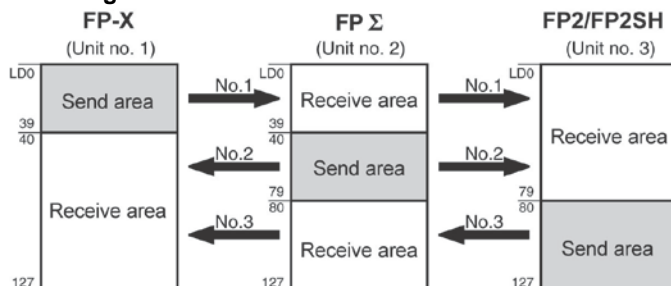 FP-X FP Σ FP2/FP2SH
(Unit no. 1) (Unit no. 2) (Unit no. 3)
LD0 LD0 LD0
No.1 No.1
Send area Receive area
39 39
40 40
Receive area
No.2 No.2
Send area
Receive area
79 79
80 80
No.3 No.3
Receive area Send area
127 127 127